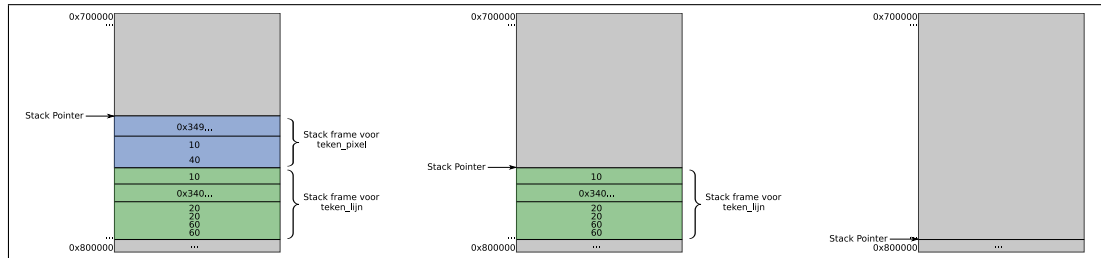 0x700000
...
Stack Pointer
0x349...
10
40
Stack frame voor
teken_pixel
10
0x340...
20
20
60
60
Stack frame voor
teken_lijn
...
0x800000
...
0x700000
...
Stack Pointer
10
0x340...
20
20
60
60
Stack frame voor
teken_lijn
...
0x800000
...
0x700000
...
Stack Pointer
...
0x800000
...